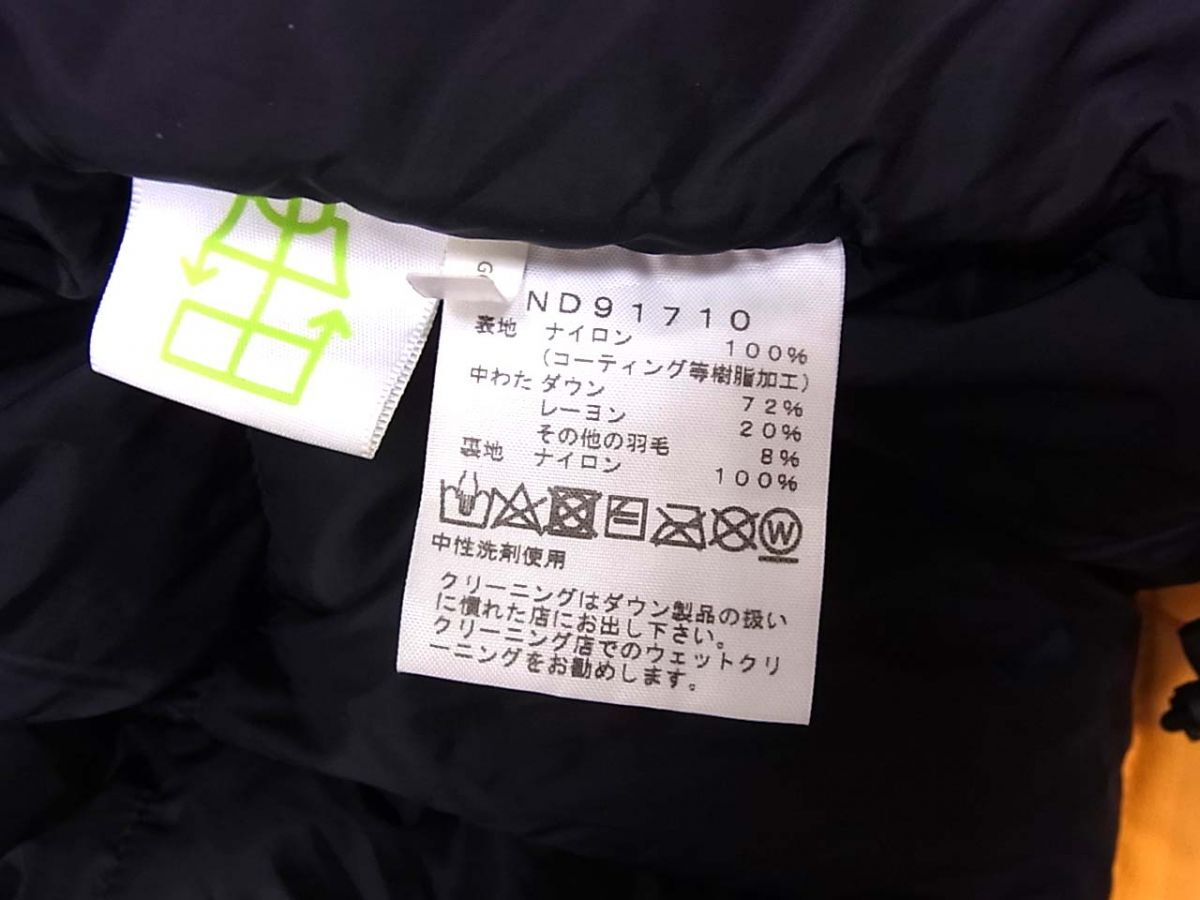 G
ND91710
表地 ナイロン 100%
(コーティング等樹脂加工)
中わた ダウン 72%
レーヨン 20%
その他の羽毛 8%
裏地 ナイロン 100%
W
中性洗剤使用
クリーニングはダウン製品の扱い
に慣れた店にお出し下さい。
クリーニング店でのウェットクリ
ーニングをお勧めします。